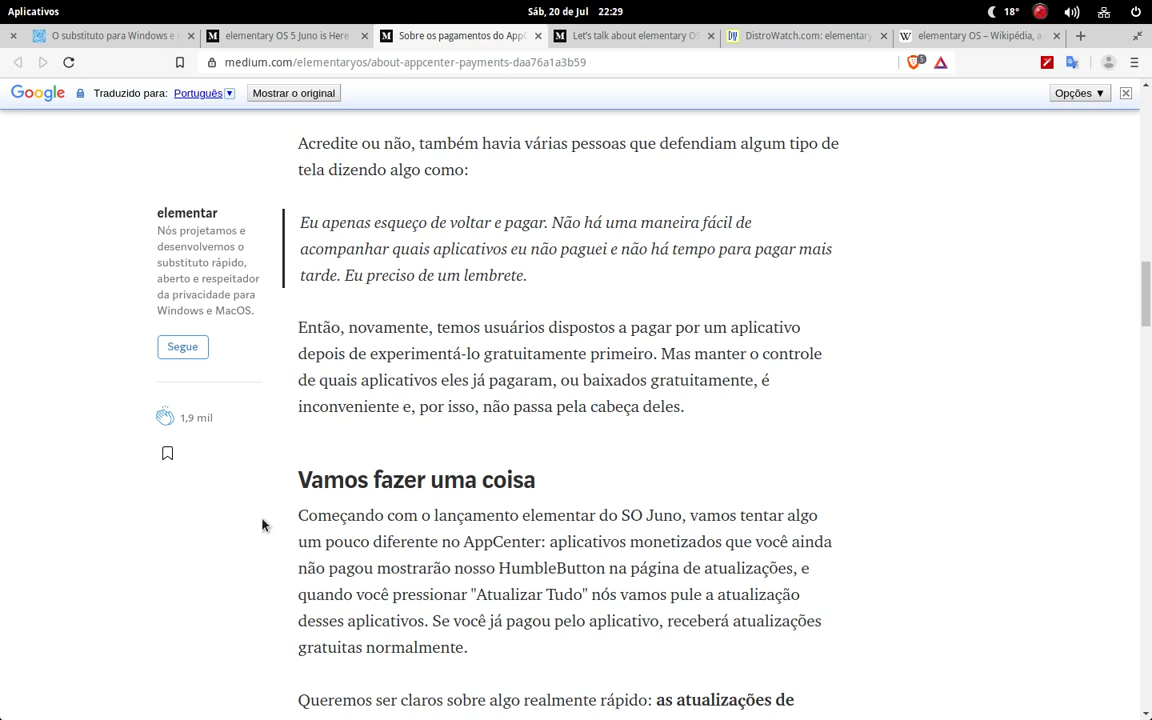 Aplicativos
Sáb, 20 de Jul 22:29
18°
O substituto para Windows e
elementary OS 5 Juno is Here
Sobre os pagamentos do AppC
Let's talk about elementary OS
DistroWatch.com: elementary
elementary OS – Wikipédia, a
medium.com/elementaryos/about-appcenter-payments-daa76a1a3b59
5
Google Traduzido para: Português Mostrar o original
Opções ▼
Acredite ou não, também havia várias pessoas que defendiam algum tipo de
tela dizendo algo como:
elementar
Nós projetamos e
desenvolvemos o
substituto rápido,
aberto e respeitador
da privacidade para
Windows e MacOS.
Segue
1,9 mil
Eu apenas esqueço de voltar e pagar. Não há uma maneira fácil de
acompanhar quais aplicativos eu não paguei e não há tempo para pagar mais
tarde. Eu preciso de um lembrete.
Então, novamente, temos usuários dispostos a pagar por um aplicativo
depois de experimentá-lo gratuitamente primeiro. Mas manter o controle
de quais aplicativos eles já pagaram, ou baixados gratuitamente, é
inconveniente e, por isso, não passa pela cabeça deles.
Vamos fazer uma coisa
Começando com o lançamento elementar do SO Juno, vamos tentar algo
um pouco diferente no AppCenter: aplicativos monetizados que você ainda
não pagou mostrarão nosso HumbleButton na página de atualizações, e
quando você pressionar "Atualizar Tudo" nós vamos pule a atualização
desses aplicativos. Se você já pagou pelo aplicativo, receberá atualizações
gratuitas normalmente.
Queremos ser claros sobre algo realmente rápido: as atualizações de